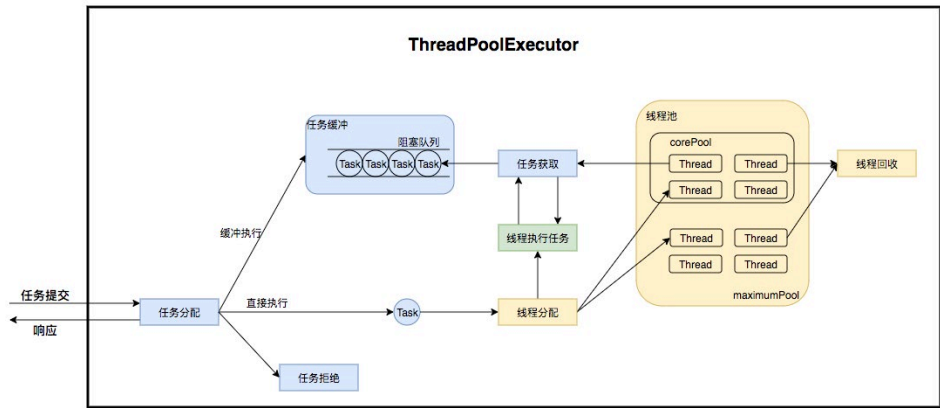 ThreadPoolExecutor
任务缓冲
阻塞队列
Task Task Task Task
任务获取
线程池
corePool
Thread Thread
Thread Thread
线程回收
缓冲执行
线程执行任务
Thread Thread
Thread Thread
maximumPool
任务提交
响应
任务分配
直接执行
Task
线程分配
任务拒绝